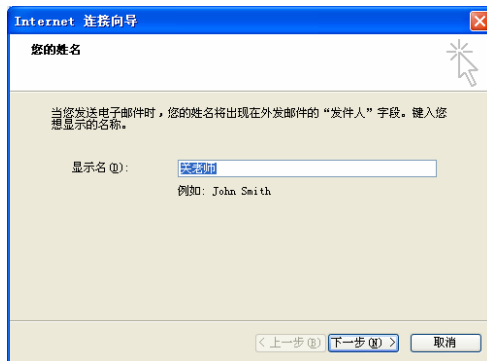 Internet 连接向导
您的姓名
当您发送电子邮件时，您的姓名将出现在外发邮件的“发件人”字段。键入您
想显示的名称。
显示名(D):
关老师
例如: John Smith
< 上一步(B)
下一步(N) >
取消